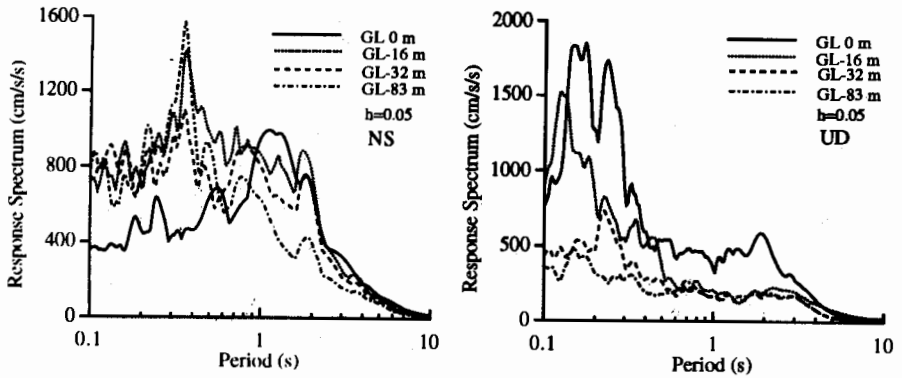 Response Spectrum (cm/s/s)
1600
1200
800
400
0
0.1
1
10
Period (s)
GL 0 m
GL-16 m
GL-32 m
GL-83 m
h=0.05
NS
Response Spectrum (cm/s/s)
2000
1500
1000
500
0
0.1
1
10
Period (s)
GL 0 m
GL-16 m
GL-32 m
GL-83 m
h=0.05
UD